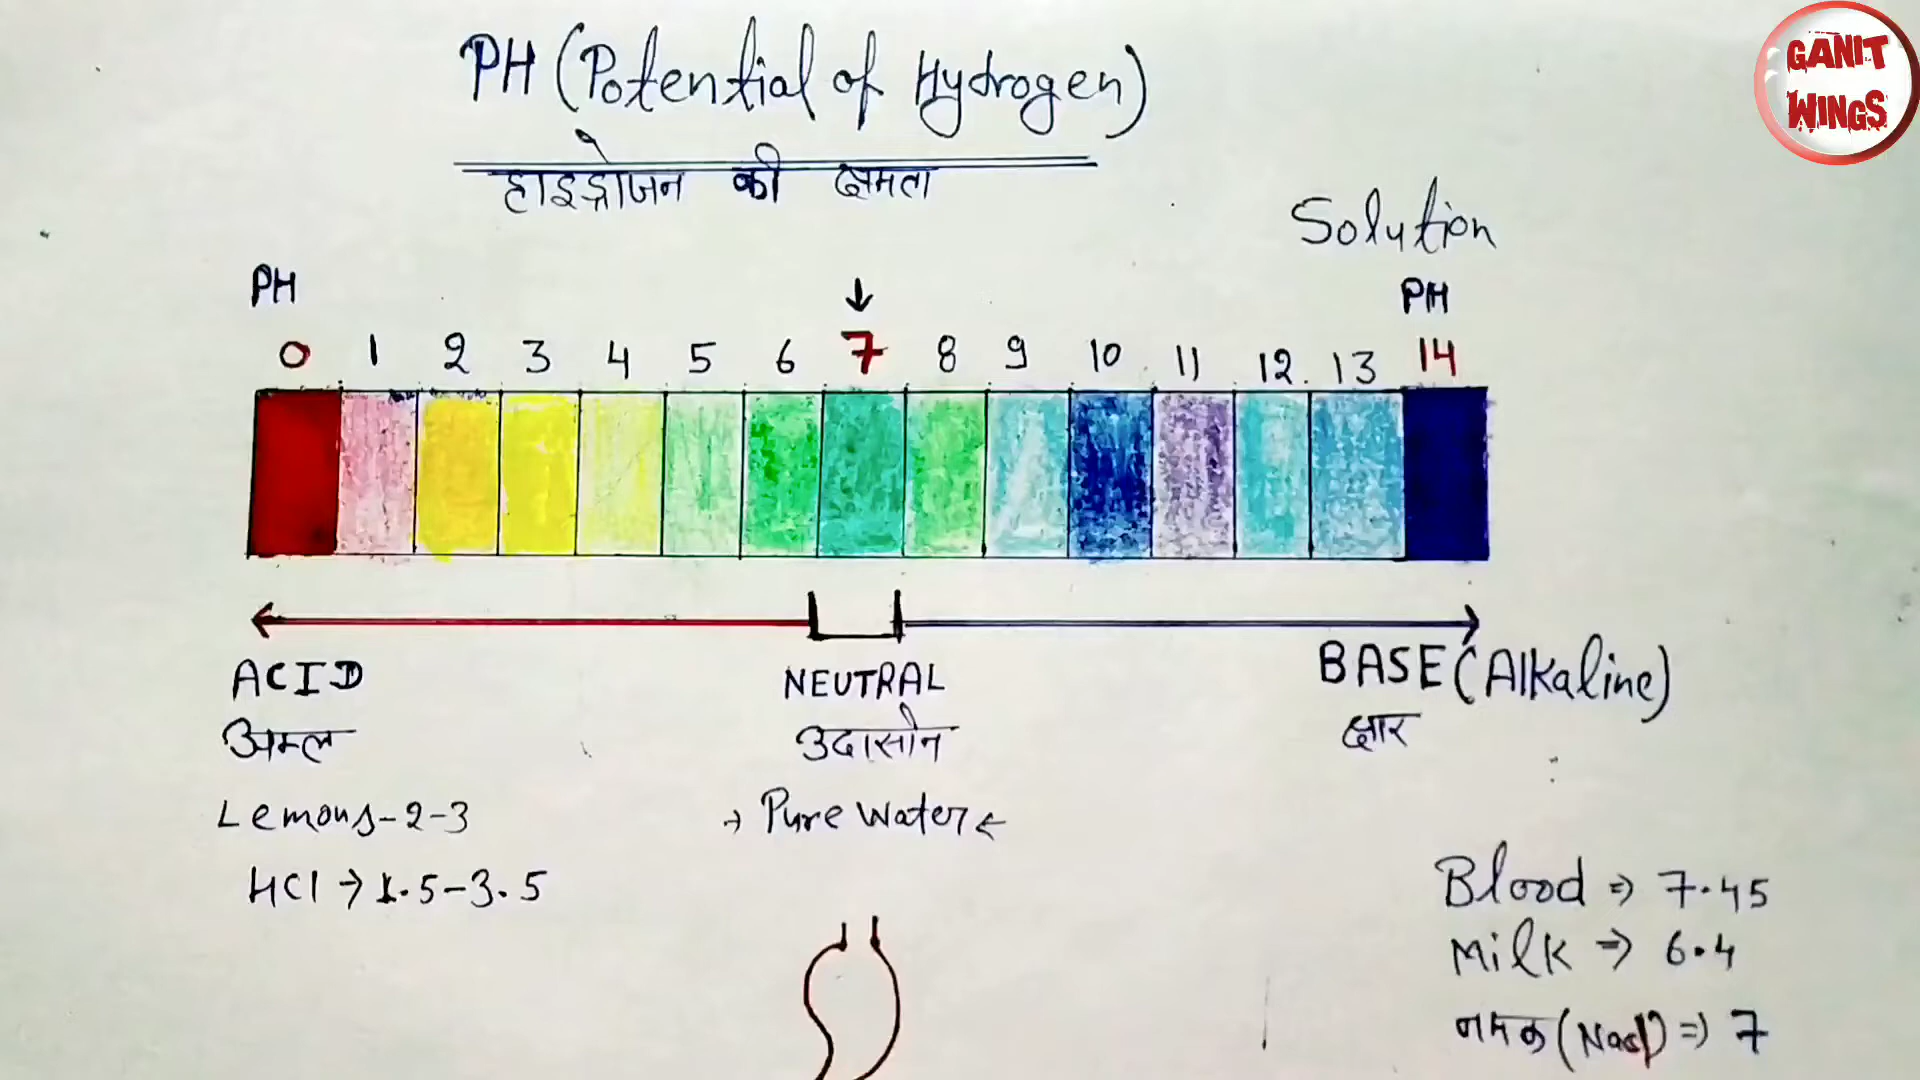 PH (Potential of Hydrogen)
हाइड्रोजन की क्षमता
GANIT
WINGS
Solution
PH
PH
0 1 2 3 4 5 6 7 8 9 10 11 12 13 14
ACID
अम्ल
NEUTRAL
उदासीन
BASE (Alkaline)
क्षार
Lemons-2-3
HCl → 1.5-3.5
→ Pure Water ←
Blood ⇒ 7.45
Milk ⇒ 6.4
नमक (Nacl) ⇒ 7